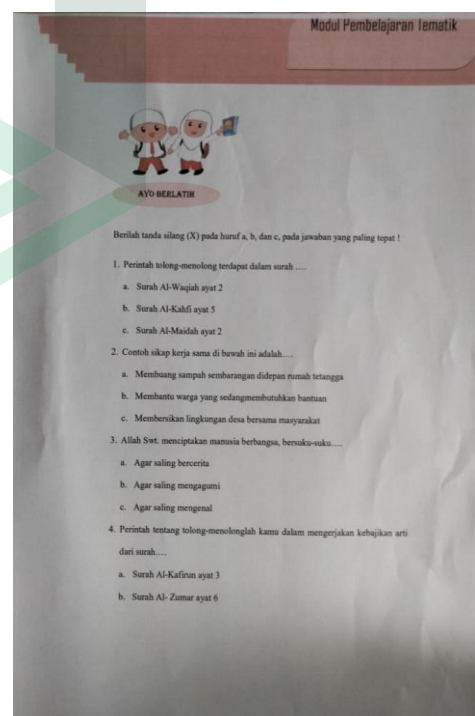 Modul Pembelajaran Tematik
AYO BERLATIH
Berilah tanda silang (X) pada huruf a, b, dan c, pada jawaban yang paling tepat !
1. Perintah tolong-menolong terdapat dalam surah …..
a. Surah Al-Waqiah ayat 2
b. Surah Al-Kahfi ayat 5
c. Surah Al-Maidah ayat 2
2. Contoh sikap kerja sama di bawah ini adalah….
a. Membuang sampah sembarangan didepan rumah tetangga
b. Membantu warga yang sedangmembutuhkan bantuan
c. Membersikan lingkungan desa bersama masyarakat
3. Allah Swt. menciptakan manusia berbangsa, bersuku-suku….
a. Agar saling bercerita
b. Agar saling mengagumi
c. Agar saling mengenal
4. Perintah tentang tolong-menolonglah kamu dalam mengerjakan kebajikan arti
dari surah….
a. Surah Al-Kafirun ayat 3
b. Surah Al- Zumar ayat 6